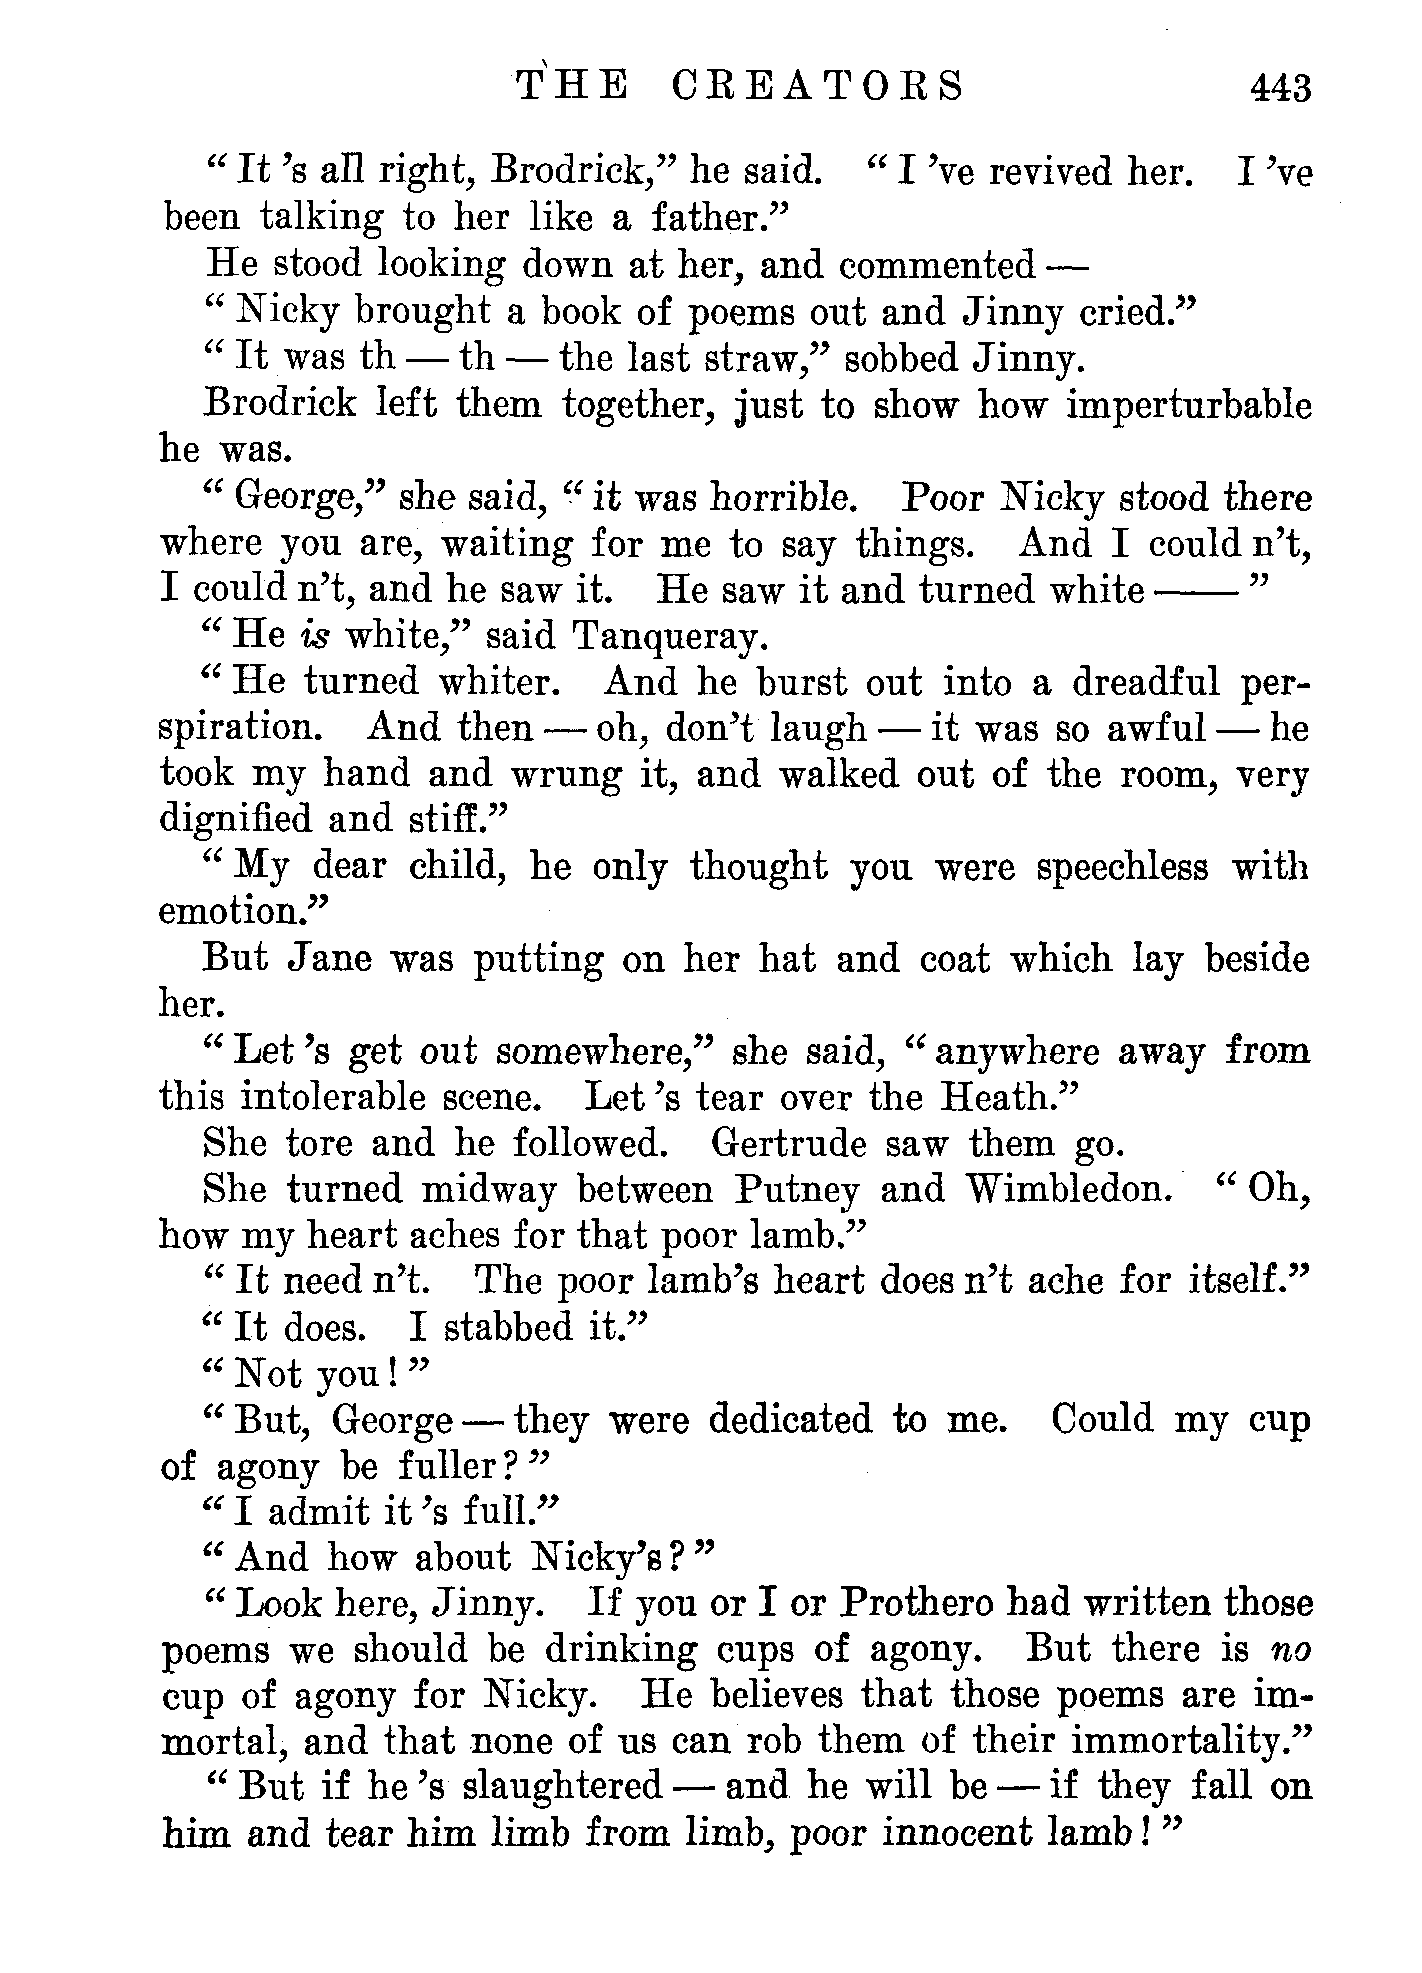 THE CREATORS 443
“ It ’s all right, Brodrick,” he said. “ I ’ve revived her. I ’ve
been talking to her like a father.”
He stood looking down at her, and commented —
“ Nicky brought a book of poems out and Jinny cried.”
“ It was th — th — the last straw,” sobbed Jinny.
Brodrick left them together, just to show how imperturbable
he was.
“ George,” she said, “ it was horrible. Poor Nicky stood there
where you are, waiting for me to say things. And I could n’t,
I could n’t, and he saw it. He saw it and turned white —— ”
“ He is white,” said Tanqueray.
“ He turned whiter. And he burst out into a dreadful per-
spiration. And then — oh, don’t laugh — it was so awful — he
took my hand and wrung it, and walked out of the room, very
dignified and stiff.”
“ My dear child, he only thought you were speechless with
emotion.”
But Jane was putting on her hat and coat which lay beside
her.
“ Let ’s get out somewhere,” she said, “ anywhere away from
this intolerable scene. Let ’s tear over the Heath.”
She tore and he followed. Gertrude saw them go.
She turned midway between Putney and Wimbledon. “ Oh,
how my heart aches for that poor lamb.”
“ It need n’t. The poor lamb’s heart does n’t ache for itself.”
“ It does. I stabbed it.”
“ Not you ! ”
“ But, George — they were dedicated to me. Could my cup
of agony be fuller ? ”
“ I admit it ’s full.”
“ And how about Nicky’s ? ”
“ Look here, Jinny. If you or I or Prothero had written those
poems we should be drinking cups of agony. But there is no
cup of agony for Nicky. He believes that those poems are im-
mortal, and that none of us can rob them of their immortality.”
“ But if he ’s slaughtered — and he will be — if they fall on
him and tear him limb from limb, poor innocent lamb ! ”